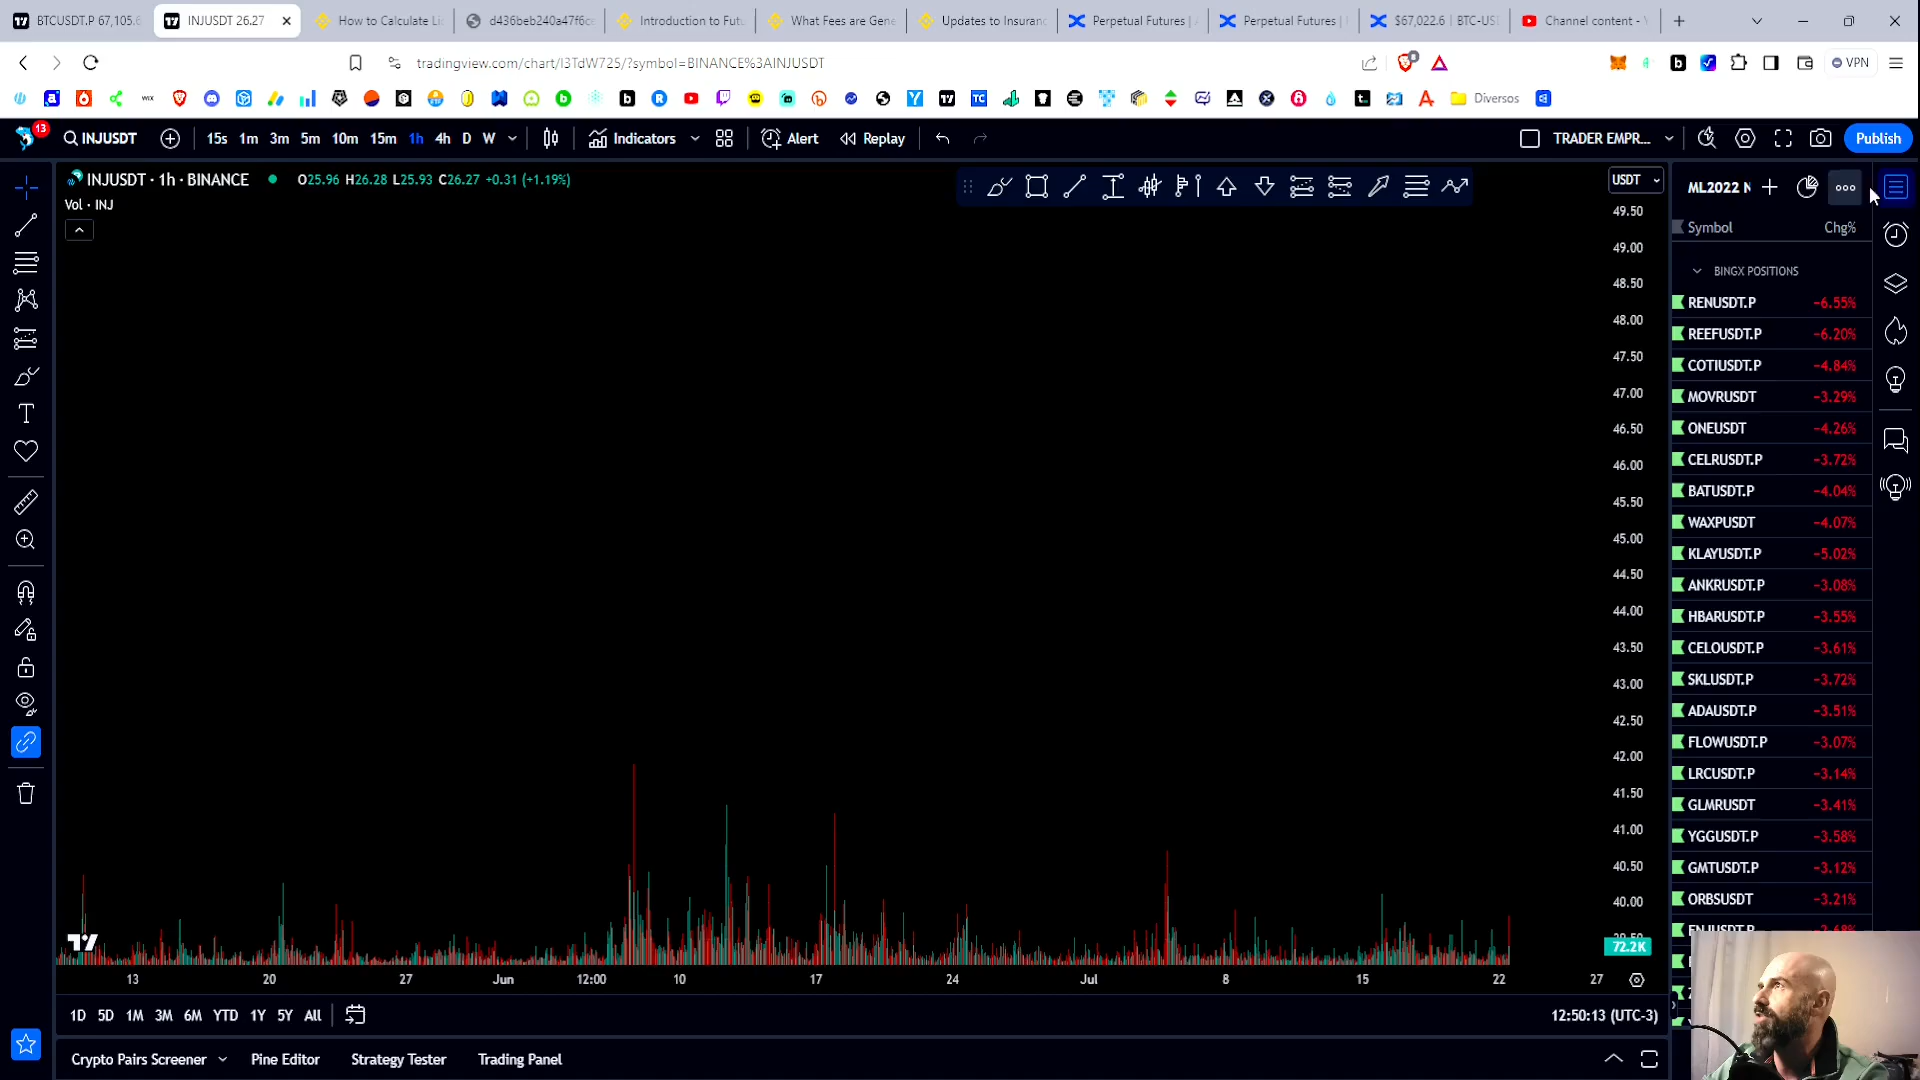 BTCUSDT.P 67,105.6
INJUSDT 26.27
How to Calculate Li
d436beb240a47f6ce
Introduction to Futu
What Fees are Gene
Updates to Insuranc
Perpetual Futures |
Perpetual Futures |
$67,022.6 | BTC-US
Channel content -
tradingview.com/chart/I3TdW725/?symbol=BINANCE%3AINJUSDT
VPN
Diversos
13
INJUSDT
15s 1m 3m 5m 10m 15m 1h 4h D W
Indicators
Alert
Replay
TRADER EMPR...
Publish
INJUSDT · 1h · BINANCE
O25.96 H26.28 L25.93 C26.27 +0.31 (+1.19%)
Vol · INJ
USDT
49.50
49.00
48.50
48.00
47.50
47.00
46.50
46.00
45.50
45.00
44.50
44.00
43.50
43.00
42.50
42.00
41.50
41.00
40.50
40.00
72.2K
13 20 27 Jun 12:00 10 17 24 Jul 8 15 22 27
1D 5D 1M 3M 6M YTD 1Y 5Y All
12:50:13 (UTC-3)
Crypto Pairs Screener
Pine Editor
Strategy Tester
Trading Panel
ML2022 N
Symbol Chg%
BINGX POSITIONS
RENUSDT.P −6.55%
REEFUSDT.P −6.20%
COTIUSDT.P −4.84%
MOVRUSDT −3.29%
ONEUSDT −4.26%
CELRUSDT.P −3.72%
BATUSDT.P −4.04%
WAXPUSDT −4.07%
KLAYUSDT.P −5.02%
ANKRUSDT.P −3.08%
HBARUSDT.P −3.55%
CELOUSDT.P −3.61%
SKLUSDT.P −3.72%
ADAUSDT.P −3.51%
FLOWUSDT.P −3.07%
LRCUSDT.P −3.14%
GLMRUSDT −3.41%
YGGUSDT.P −3.58%
GMTUSDT.P −3.12%
ORBSUSDT −3.21%
ENJUSDT.P −2.68%